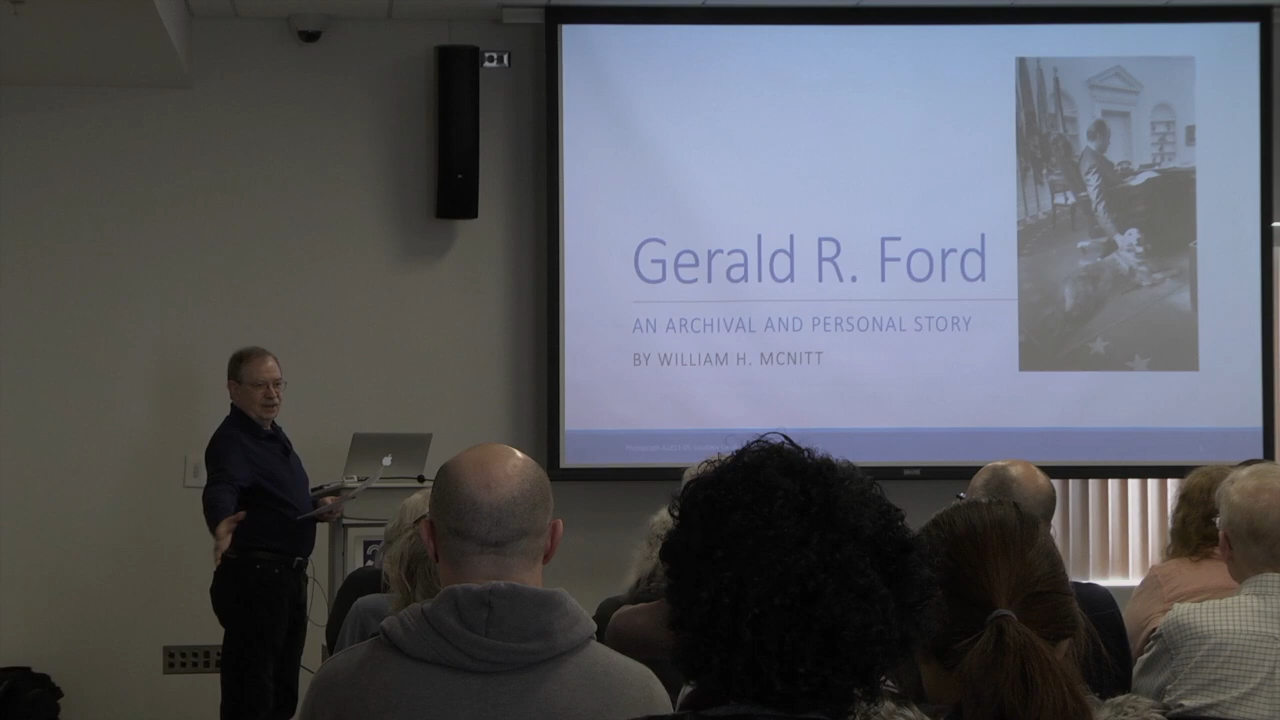 Gerald R. Ford
AN ARCHIVAL AND PERSONAL STORY
BY WILLIAM H. MCNITT